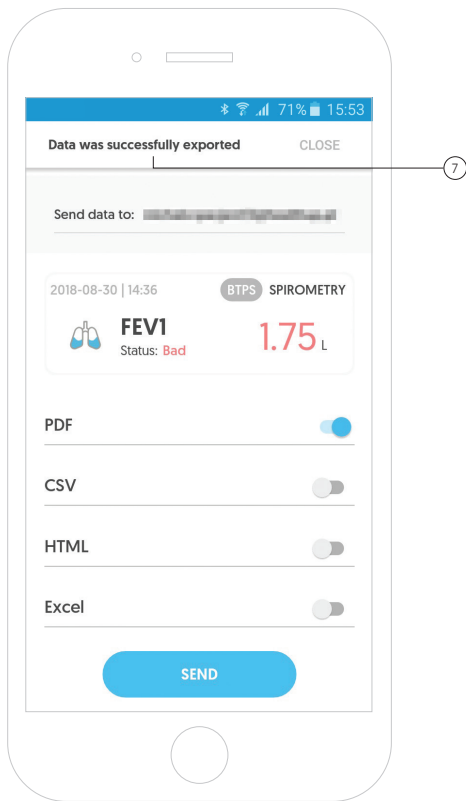 71% 15:53
Data was successfully exported CLOSE
7
Send data to:
2018-08-30 | 14:36 BTPS SPIROMETRY
FEV1 1.75 L
Status: Bad
PDF
CSV
HTML
Excel
SEND